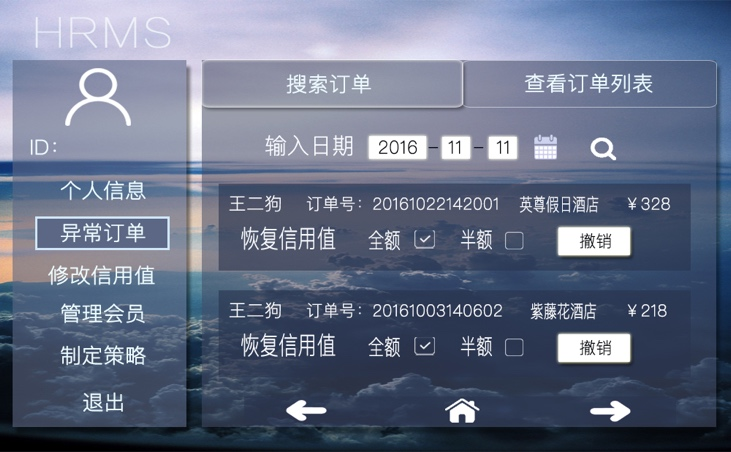 HRMS
ID:
个人信息
异常订单
修改信用值
管理会员
制定策略
退出
搜索订单 查看订单列表
输入日期 2016-11-11
王二狗 订单号: 20161022142001 英尊假日酒店 ￥328
恢复信用值 全额 半额 撤销
王二狗 订单号: 20161003140602 紫藤花酒店 ￥218
恢复信用值 全额 半额 撤销